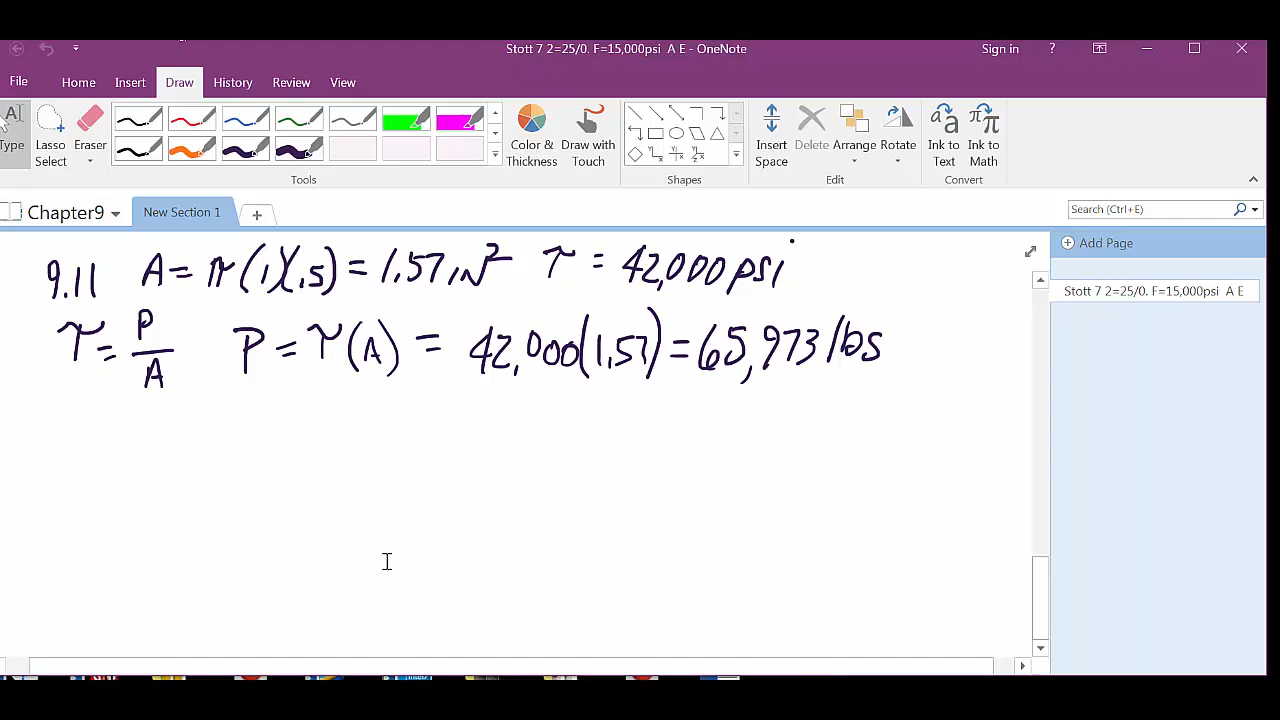 Stott 7 2=25/0. F=15,000psi A E - OneNote
Sign in
?
File
Home
Insert
Draw
History
Review
View
Type
Lasso Select
Eraser
Color & Thickness
Draw with Touch
Insert Space
Delete
Arrange
Rotate
Ink to Text
Ink to Math
Tools
Shapes
Edit
Convert
Chapter9
New Section 1
+
Search (Ctrl+E)
Add Page
Stott 7 2=25/0. F=15,000psi A E
9.11 A = π(1)(.5) = 1.57 in² τ = 42,000 psi
τ = P/A P = τ(A) = 42,000(1.57) = 65,973 lbs